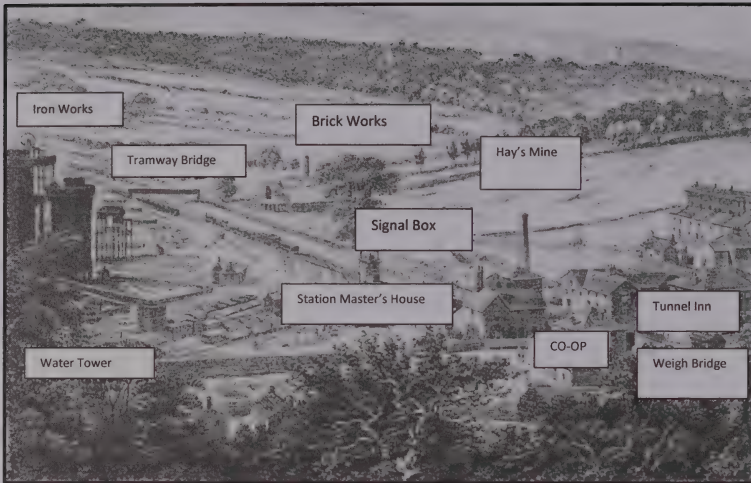 Iron Works
Brick Works
Tramway Bridge
Hay's Mine
Signal Box
Station Master's House
Tunnel Inn
CO-OP
Water Tower
Weigh Bridge